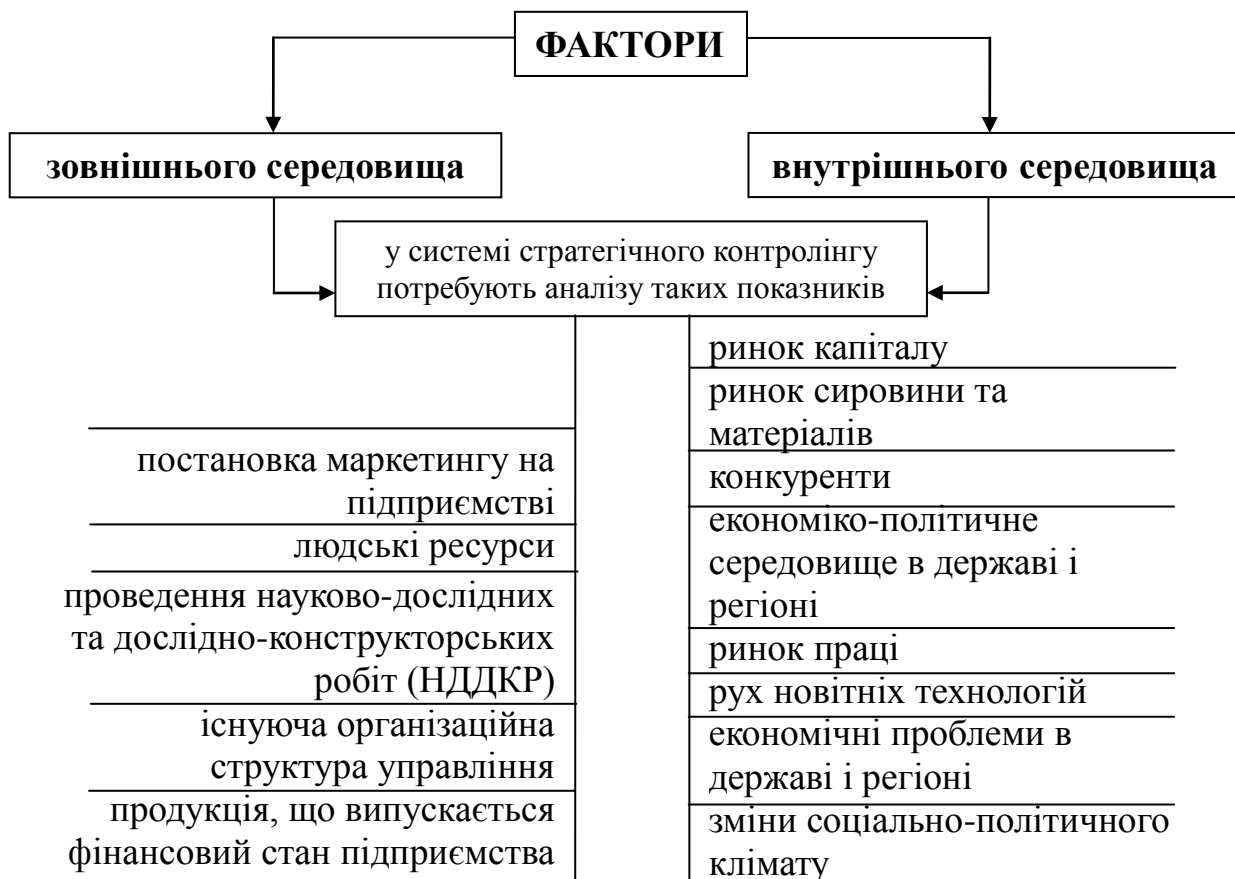 ФАКТОРИ
зовнішнього середовища
внутрішнього середовища
у системі стратегічного контролінгу
потребують аналізу таких показників
постановка маркетингу на
підприємстві
людські ресурси
проведення науково-дослідних
та дослідно-конструкторських
робіт (НДДКР)
існуюча організаційна
структура управління
продукція, що випускається
фінансовий стан підприємства
ринок капіталу
ринок сировини та
матеріалів
конкуренти
економіко-політичне
середовище в державі і
регіоні
ринок праці
рух новітніх технологій
економічні проблеми в
державі і регіоні
зміни соціально-політичного
клімату